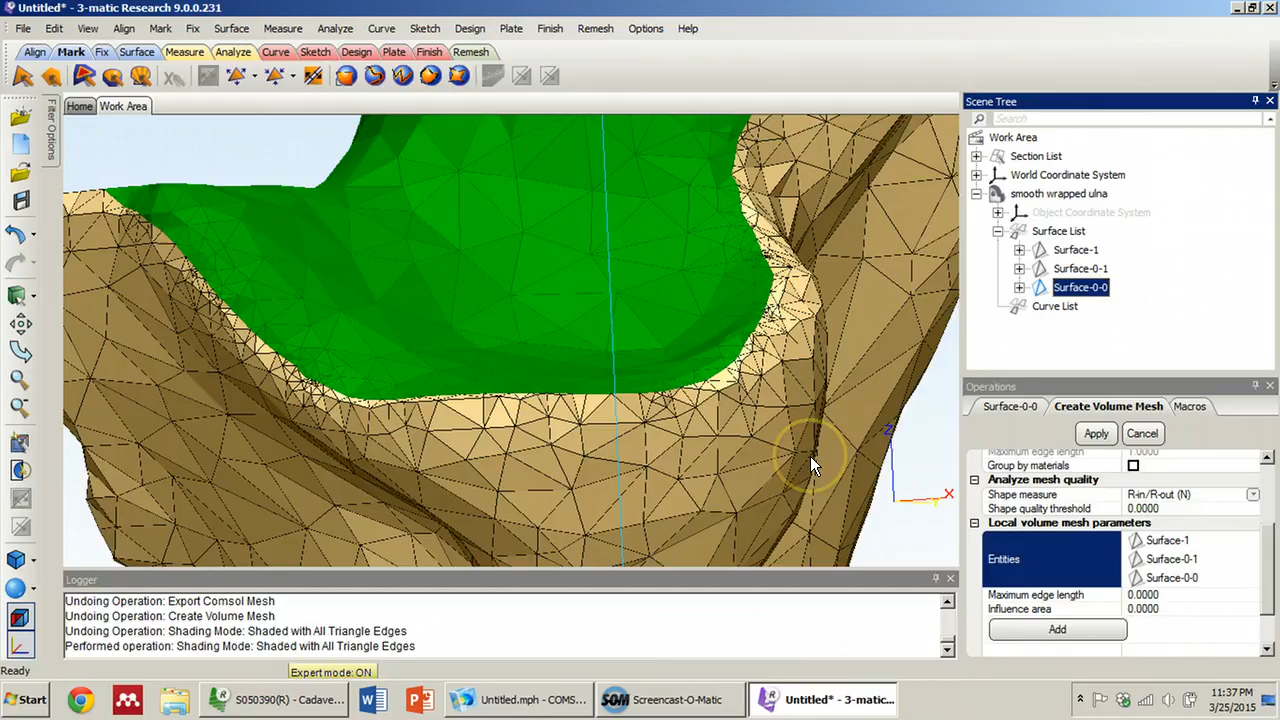 Untitled* - 3-matic Research 9.0.0.231
File Edit View Align Mark Fix Surface Measure Analyze Curve Sketch Design Plate Finish Remesh Options Help
Align Mark Fix Surface Measure Analyze Curve Sketch Design Plate Finish Remesh
Filter Options
Home Work Area
Scene Tree
Search
Work Area
Section List
World Coordinate System
smooth wrapped ulna
Object Coordinate System
Surface List
Surface-1
Surface-0-1
Surface-0-0
Curve List
Operations
Surface-0-0 Create Volume Mesh Macros
Apply Cancel
Maximum edge length 1.0000
Group by materials
Analyze mesh quality
Shape measure R-in/R-out (N)
Shape quality threshold 0.0000
Local volume mesh parameters
Entities
Surface-1
Surface-0-1
Surface-0-0
Maximum edge length 0.0000
Influence area 0.0000
Add
Z
X
Y
Logger
Undoing Operation: Export Comsol Mesh
Undoing Operation: Create Volume Mesh
Undoing Operation: Shading Mode: Shaded with All Triangle Edges
Performed operation: Shading Mode: Shaded with All Triangle Edges
Ready
Expert mode: ON
Start
S050390(R) - Cadave...
Untitled.mph - COMS...
SOM Screencast-O-Matic
Untitled* - 3-matic...
11:37 PM
3/25/2015